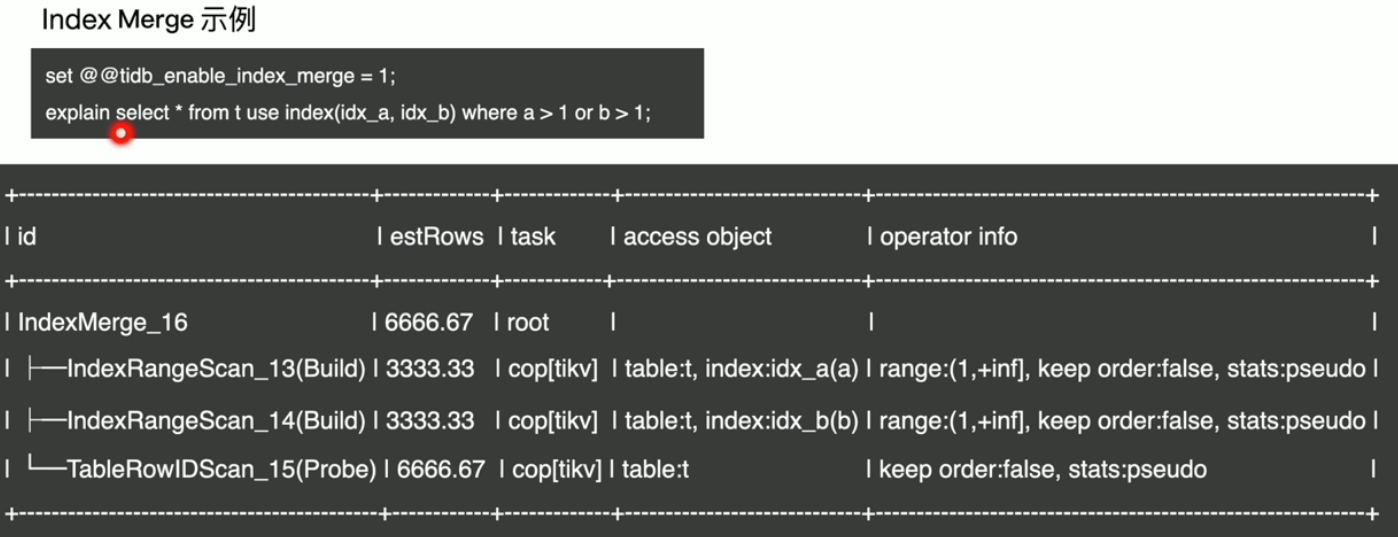 Index Merge 示例
set @@tidb_enable_index_merge = 1;
explain select * from t use index(idx_a, idx_b) where a > 1 or b > 1;
+-----------------------------------------+-------------+-------------+------------------------------+--------------------------------------------------------------+
| id | estRows | task | access object | operator info |
+-----------------------------------------+-------------+-------------+------------------------------+--------------------------------------------------------------+
| IndexMerge_16 | 6666.67 | root | | |
| ├──IndexRangeScan_13(Build) | 3333.33 | cop[tikv] | table:t, index:idx_a(a) | range:(1,+inf], keep order:false, stats:pseudo |
| ├──IndexRangeScan_14(Build) | 3333.33 | cop[tikv] | table:t, index:idx_b(b) | range:(1,+inf], keep order:false, stats:pseudo |
| └──TableRowIDScan_15(Probe) | 6666.67 | cop[tikv] | table:t | keep order:false, stats:pseudo |
+-----------------------------------------+-------------+-------------+------------------------------+--------------------------------------------------------------+